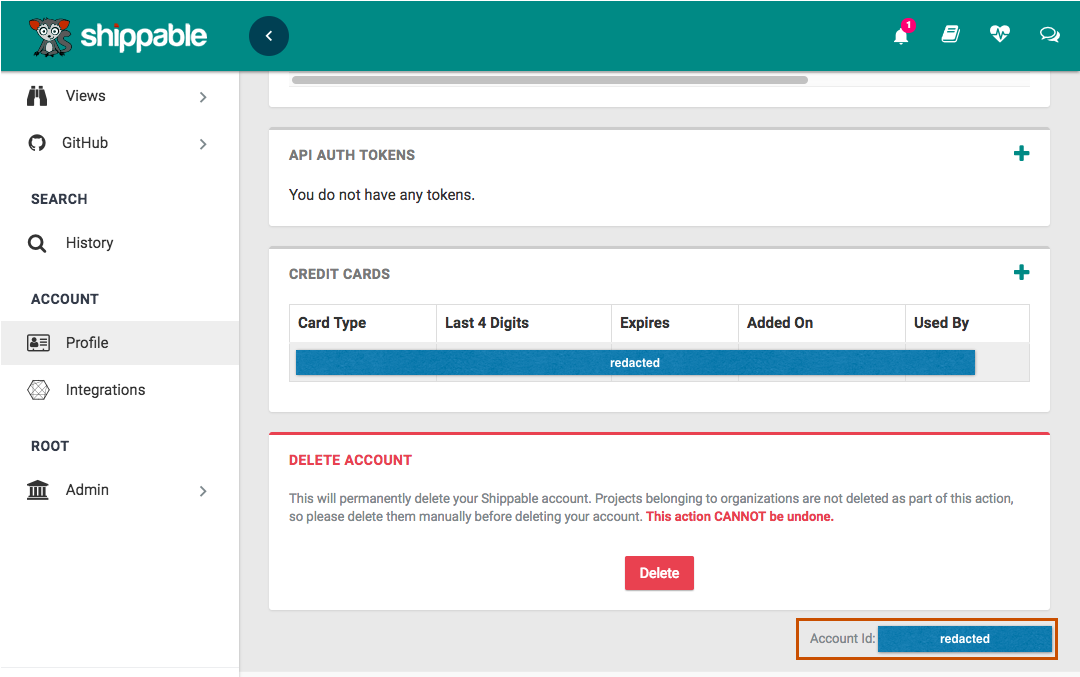 shippable
1
Views
GitHub
SEARCH
History
ACCOUNT
Profile
Integrations
ROOT
Admin
API AUTH TOKENS
You do not have any tokens.
CREDIT CARDS
Card Type Last 4 Digits Expires Added On Used By
redacted
DELETE ACCOUNT
This will permanently delete your Shippable account. Projects belonging to organizations are not deleted as part of this action,
so please delete them manually before deleting your account. This action CANNOT be undone.
Delete
Account Id: redacted